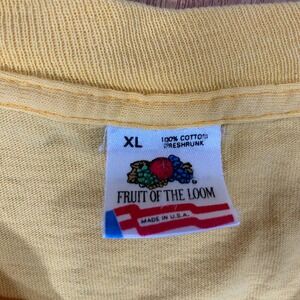 XL
100% COTTON
PRESHRUNK
FRUIT OF THE LOOM
MADE IN U.S.A.